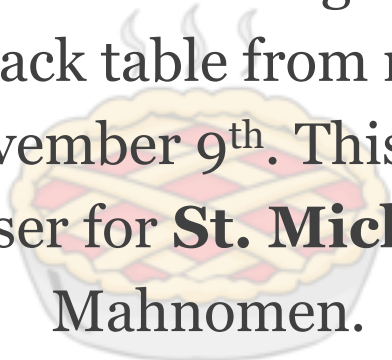 ack table from
vember 9th. This
ser for St. Mich
Mahnomen.